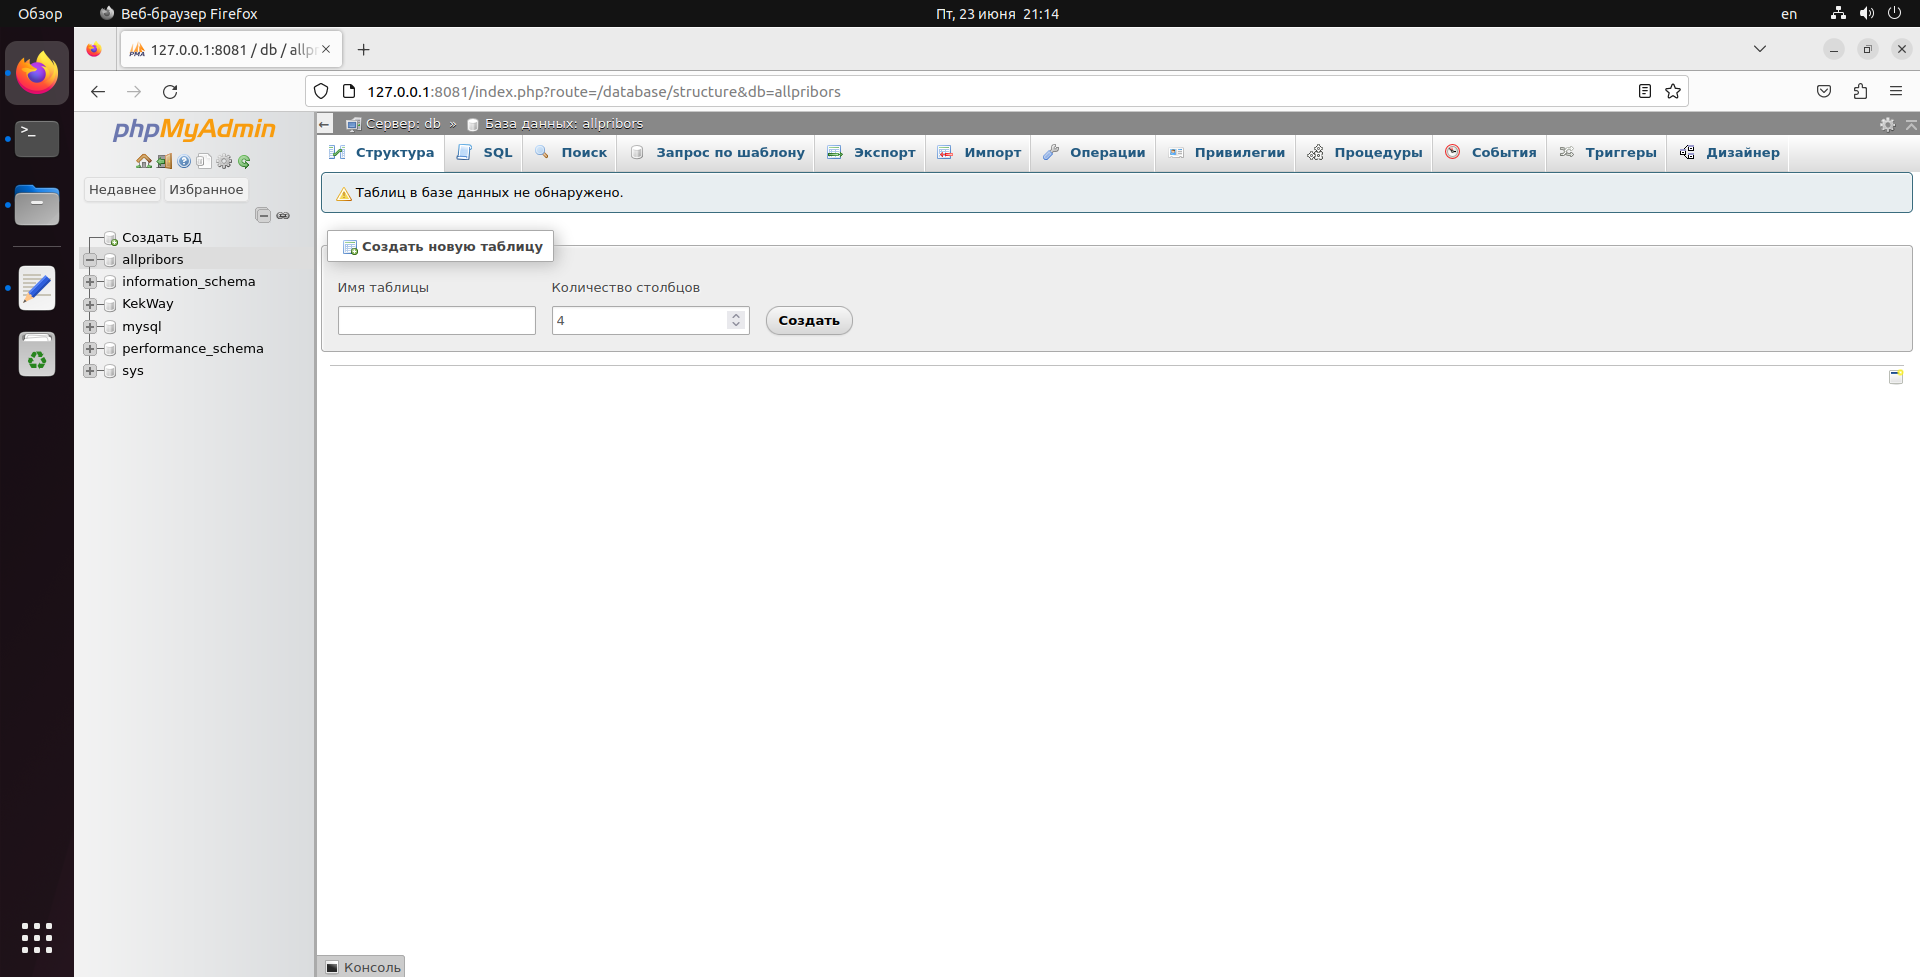 Обзор
Веб-браузер Firefox
Пт, 23 июня 21:14
en
127.0.0.1:8081 / db / allpr
127.0.0.1:8081/index.php?route=/database/structure&db=allpribors
phpMyAdmin
Недавнее Избранное
Создать БД
allpribors
information_schema
KekWay
mysql
performance_schema
sys
Сервер: db » База данных: allpribors
Структура SQL Поиск Запрос по шаблону Экспорт Импорт Операции Привилегии Процедуры События Триггеры Дизайнер
Таблиц в базе данных не обнаружено.
Создать новую таблицу
Имя таблицы Количество столбцов
4 Создать
Консоль